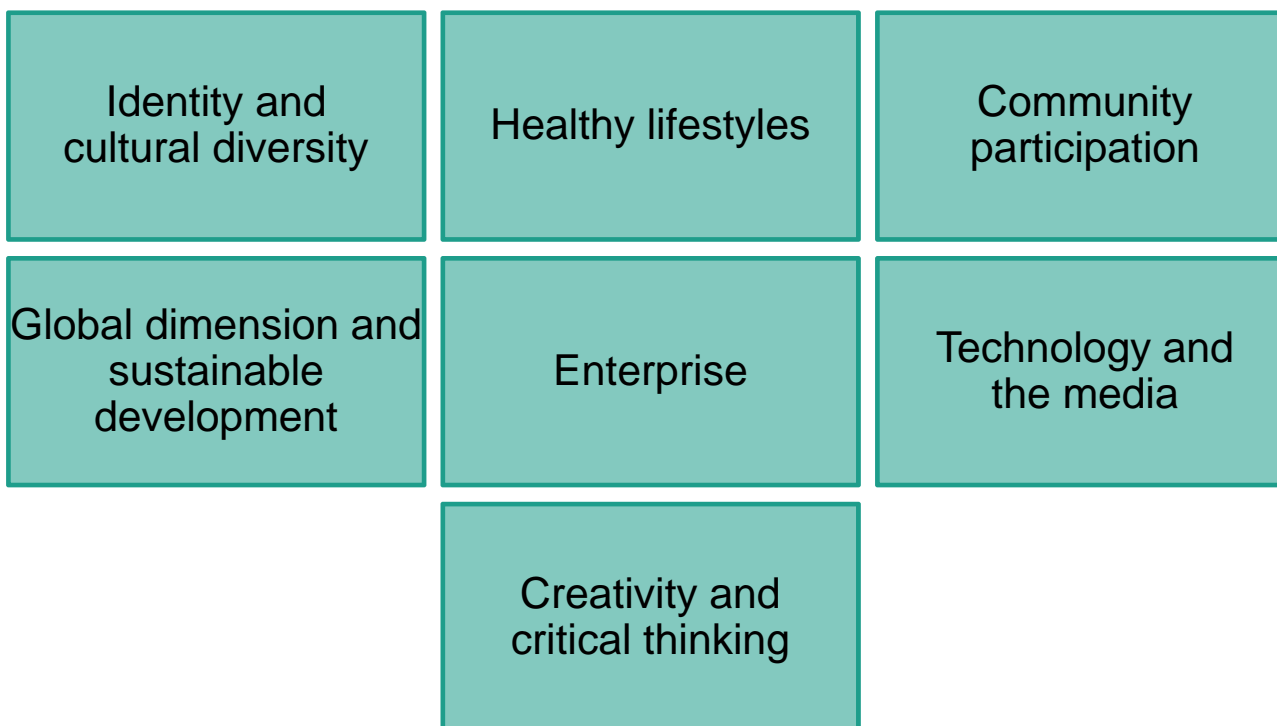 Identity and
cultural diversity
Healthy lifestyles
Community
participation
Global dimension and
sustainable
development
Enterprise
Technology and
the media
Creativity and
critical thinking